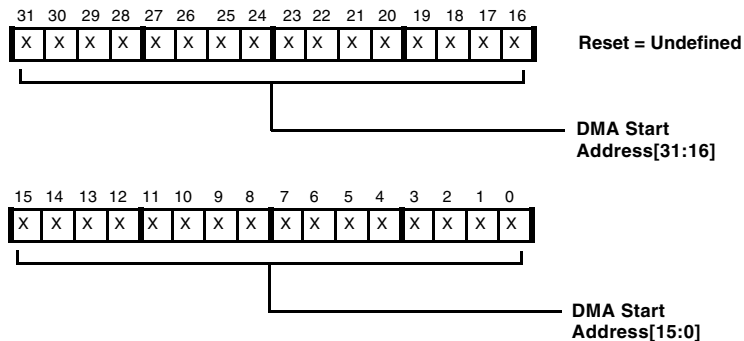 31 30 29 28 27 26 25 24 23 22 21 20 19 18 17 16
X X X X X X X X X X X X X X X X
Reset = Undefined
DMA Start
Address[31:16]
15 14 13 12 11 10 9 8 7 6 5 4 3 2 1 0
X X X X X X X X X X X X X X X X
DMA Start
Address[15:0]